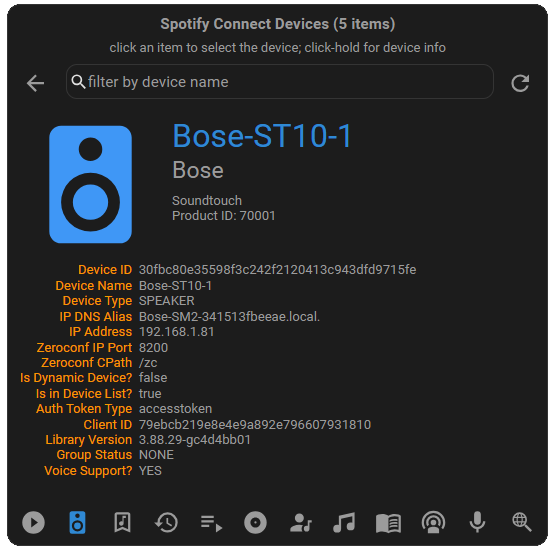 Spotify Connect Devices (5 items)
click an item to select the device; click-hold for device info
filter by device name
Bose-ST10-1
Bose
Soundtouch
Product ID: 70001
Device ID 30fbc80e35598f3c242f2120413c943dfd9715fe
Device Name Bose-ST10-1
Device Type SPEAKER
IP DNS Alias Bose-SM2-341513fbeeae.local.
IP Address 192.168.1.81
Zeroconf IP Port 8200
Zeroconf CPath /zc
Is Dynamic Device? false
Is in Device List? true
Auth Token Type accesstoken
Client ID 79ebcb219e8e4e9a892e796607931810
Library Version 3.88.29-gc4d4bb01
Group Status NONE
Voice Support? YES